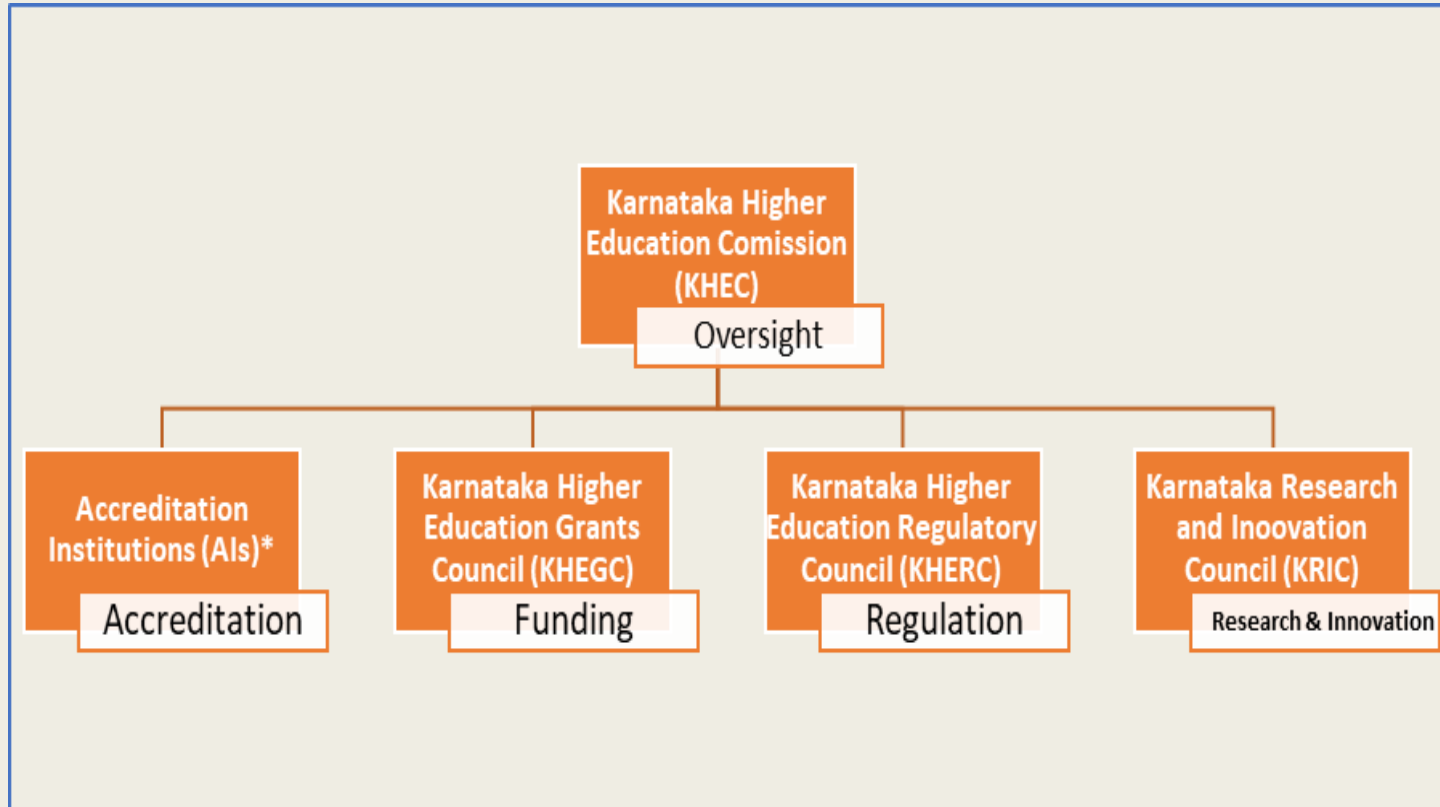 Karnataka Higher
Education Comission
(KHEC)
Oversight
Accreditation
Institutions (AIs)*
Accreditation
Karnataka Higher
Education Grants
Council (KHEGC)
Funding
Karnataka Higher
Education Regulatory
Council (KHERC)
Regulation
Karnataka Research
and Inoovation
Council (KRIC)
Research & Innovation